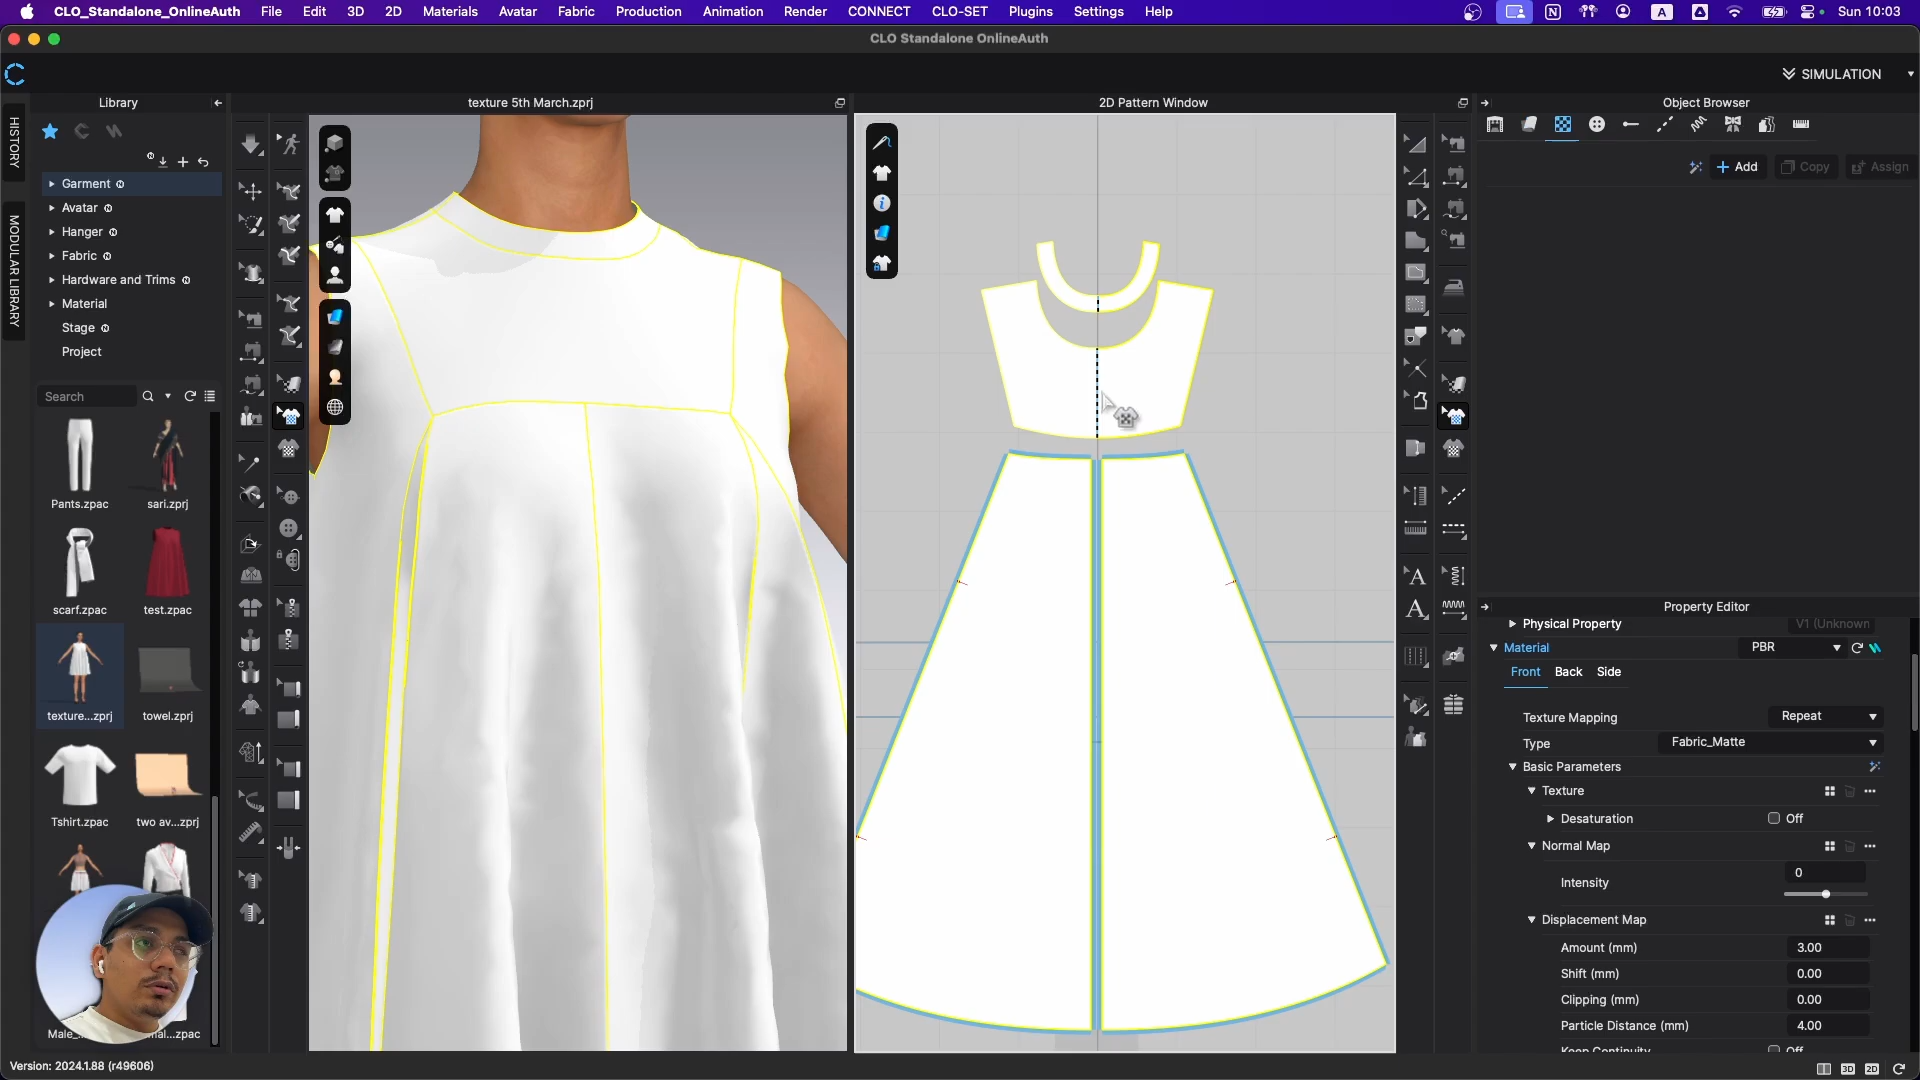 CLO_Standalone_OnlineAuth File Edit 3D 2D Materials Avatar Fabric Production Animation Render CONNECT CLO-SET Plugins Settings Help A Sun 10:03
CLO Standalone OnlineAuth
SIMULATION
Library
texture 5th March.zprj
2D Pattern Window
Object Browser
HISTORY
MODULAR LIBRARY
Add Copy Assign
Garment
Avatar
Hanger
Fabric
Hardware and Trims
Material
Stage
Project
Search
Pants.zpac sari.zprj
scarf.zpac test.zpac
texture...zprj towel.zprj
Tshirt.zpac two av...zprj
Property Editor
Physical Property V1 (Unknown
Material PBR
Front Back Side
Texture Mapping Repeat
Type Fabric_Matte
Basic Parameters
Texture
Desaturation Off
Normal Map
Intensity 0
Displacement Map
Amount (mm) 3.00
Shift (mm) 0.00
Clipping (mm) 0.00
Particle Distance (mm) 4.00
Keep Continuity Off
Version: 2024.1.88 (r49606)
3D 2D